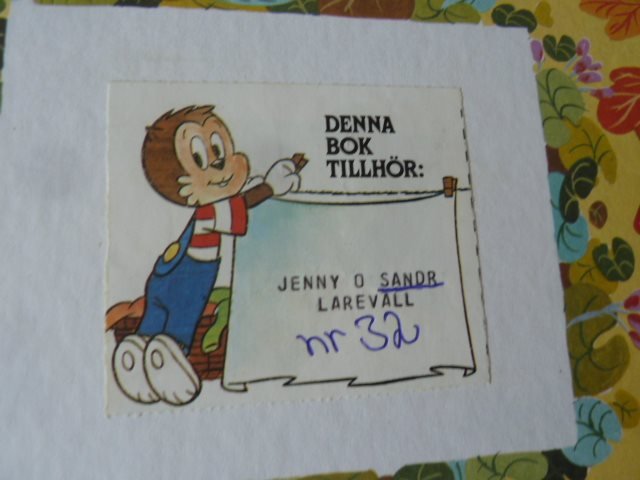 DENNA
BOK
TILLHÖR:
JENNY O SANDR
LAREVALL
nr 32